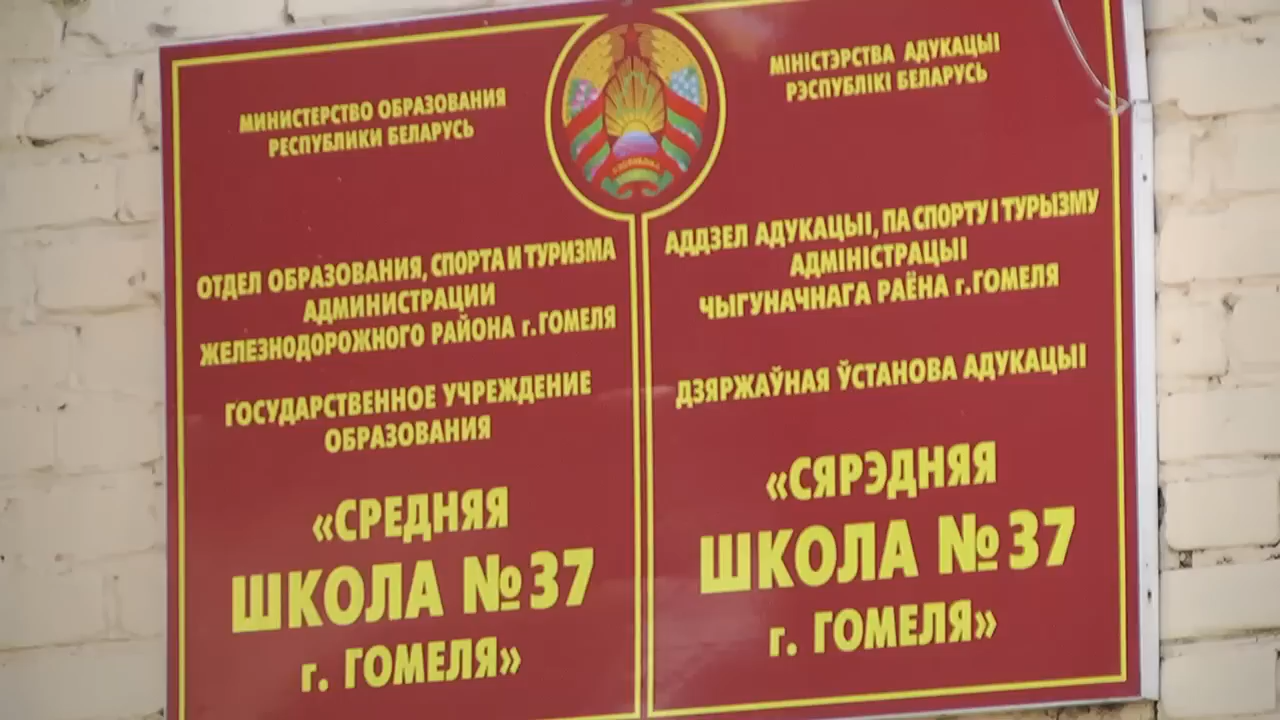 МИНИСТЕРСТВО ОБРАЗОВАНИЯ
РЕСПУБЛИКИ БЕЛАРУСЬ
ОТДЕЛ ОБРАЗОВАНИЯ, СПОРТА И ТУРИЗМА
АДМИНИСТРАЦИИ
ЖЕЛЕЗНОДОРОЖНОГО РАЙОНА г. ГОМЕЛЯ
ГОСУДАРСТВЕННОЕ УЧРЕЖДЕНИЕ
ОБРАЗОВАНИЯ
«СРЕДНЯЯ
ШКОЛА №37
г. ГОМЕЛЯ»
МІНІСТЭРСТВА АДУКАЦЫІ
РЭСПУБЛІКІ БЕЛАРУСЬ
АДДЗЕЛ АДУКАЦЫІ, ПА СПОРТУ І ТУРЫЗМУ
АДМІНІСТРАЦЫІ
ЧЫГУНАЧНАГА РАЁНА г. ГОМЕЛЯ
ДЗЯРЖАЎНАЯ ЎСТАНОВА АДУКАЦЫІ
«СЯРЭДНЯЯ
ШКОЛА №37
г. ГОМЕЛЯ»